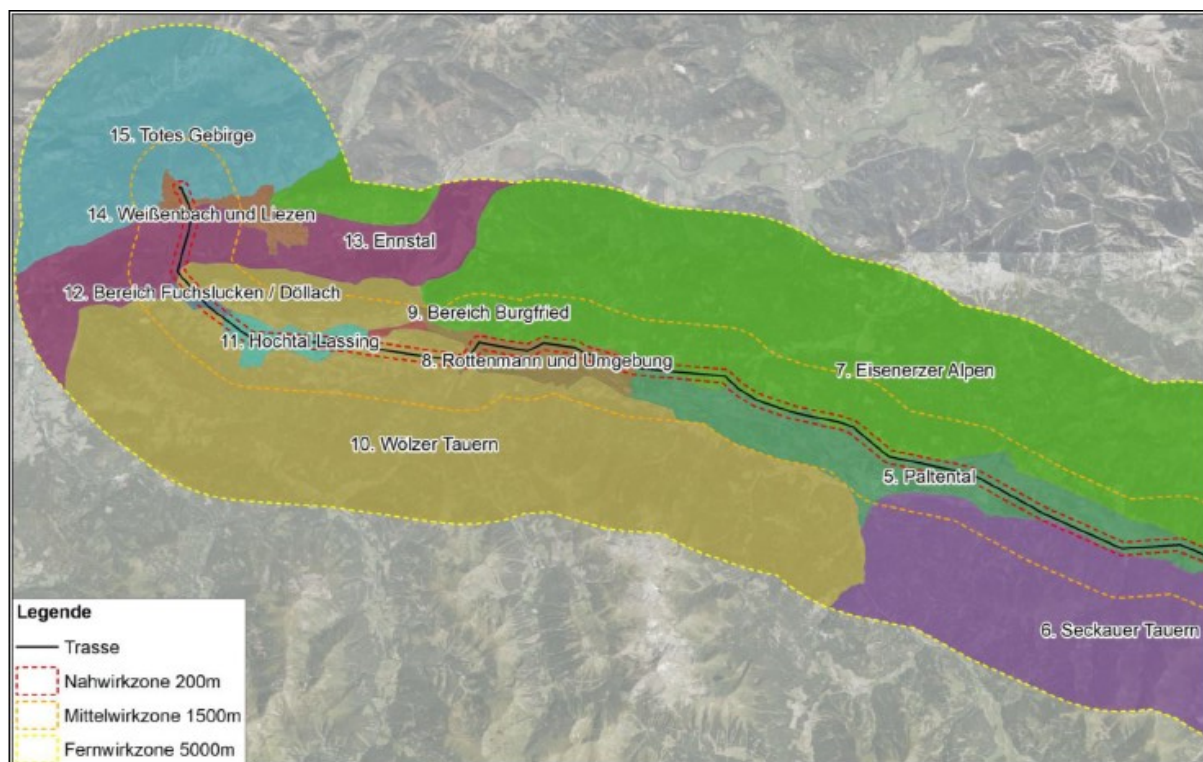 15. Totes Gebirge
14. Weißenbach und Liezen
13. Ennstal
12. Bereich Fuchslucken / Döllach
9. Bereich Burgfried
11. Hochtal Lassing
8. Rottenmann und Umgebung
7. Eisenerzer Alpen
10. Wölzer Tauern
5. Paltental
6. Seckauer Tauern
Legende
Trasse
Nahwirkzone 200m
Mittelwirkzone 1500m
Fernwirkzone 5000m